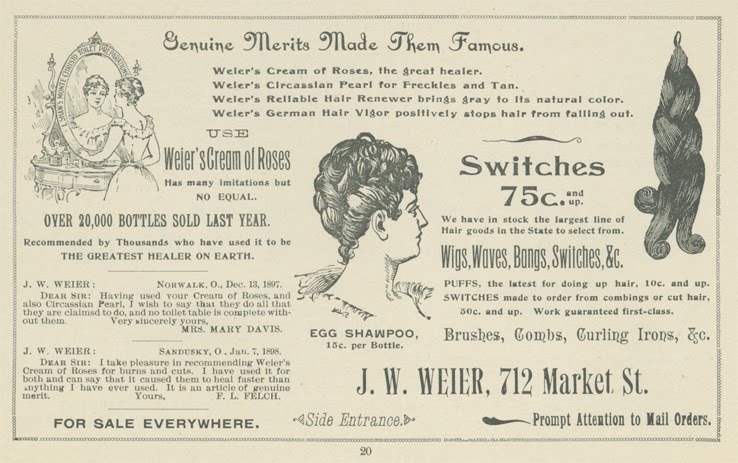 SHAW'S MONTE CHRISTO TOILET PREPARATIONS
Genuine Merits Made Them Famous.
Weier's Cream of Roses, the great healer.
Weier's Circassian Pearl for Freckles and Tan.
Weier's Reliable Hair Renewer brings gray to its natural color.
Weier's German Hair Vigor positively stops hair from falling out.
USE
Weier's Cream of Roses
Has many imitations but
NO EQUAL.
OVER 20,000 BOTTLES SOLD LAST YEAR.
Recommended by Thousands who have used it to be
THE GREATEST HEALER ON EARTH.
J. W. WEIER: NORWALK, O., Dec. 13, 1897.
DEAR SIR: Having used your Cream of Roses, and
also Circassian Pearl, I wish to say that they do all that
they are claimsd to do, and no toilet table is complete with-
out them. Very sincerely yours,
MRS. MARY DAVIS.
J. W. WEIER: SANDUSKY, O., Jan. 7, 1898.
DEAR SIR: I take pleasure in recommending Weier's
Cream of Roses for burns and cuts. I have used it for
both and can say that it caused them to heal faster than
anything I have ever used. It is an article of genuine
merit. Yours, F. L. FELCH.
FOR SALE EVERYWHERE.
EGG SHAWPOO,
15c. per Bottle.
Side Entrance.
Switches
75c. and up.
We have in stock the largest line of
Hair goods in the State to select from.
Wigs, Waves, Bangs, Switches, &c.
PUFFS, the latest for doing up hair, 10c. and up.
SWITCHES made to order from combings or cut hair,
50c. and up. Work guaranteed first-class.
Brushes, Combs, Curling Irons, &c.
J. W. WEIER, 712 Market St.
Prompt Attention to Mail Orders.
20